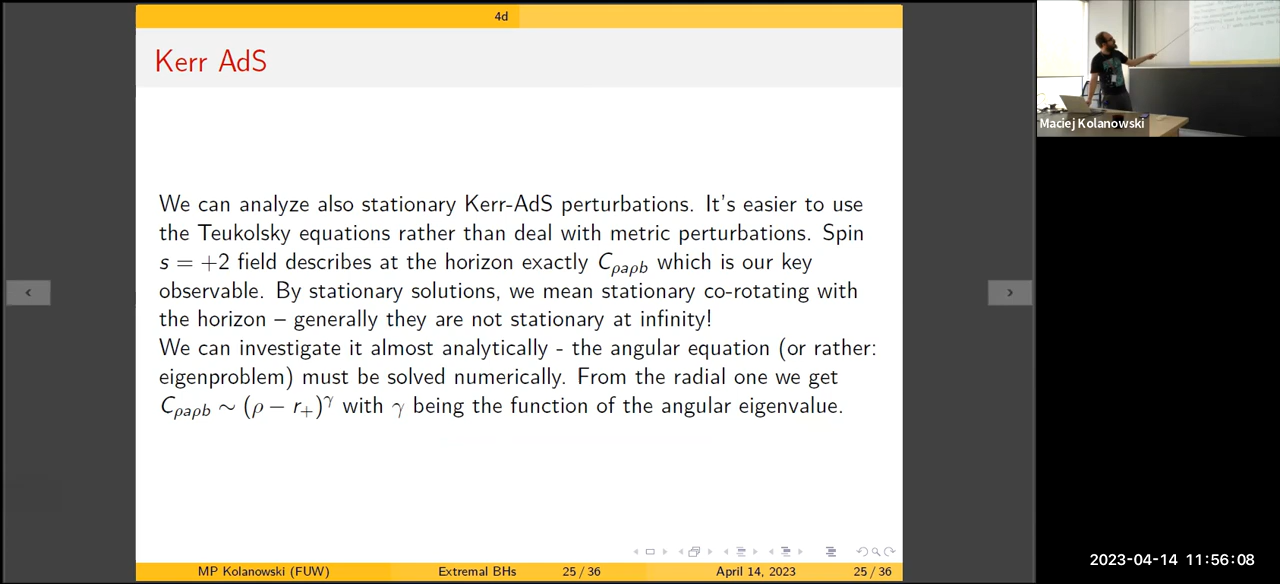 4d
Kerr AdS
We can analyze also stationary Kerr-AdS perturbations. It's easier to use
the Teukolsky equations rather than deal with metric perturbations. Spin
s = +2 field describes at the horizon exactly Cρaρb which is our key
observable. By stationary solutions, we mean stationary co-rotating with
the horizon – generally they are not stationary at infinity!
We can investigate it almost analytically - the angular equation (or rather:
eigenproblem) must be solved numerically. From the radial one we get
Cρaρb ∼ (ρ − r₊)^γ with γ being the function of the angular eigenvalue.
MP Kolanowski (FUW) Extremal BHs 25 / 36 April 14, 2023 25 / 36
Maciej Kolanowski
2023-04-14 11:56:08